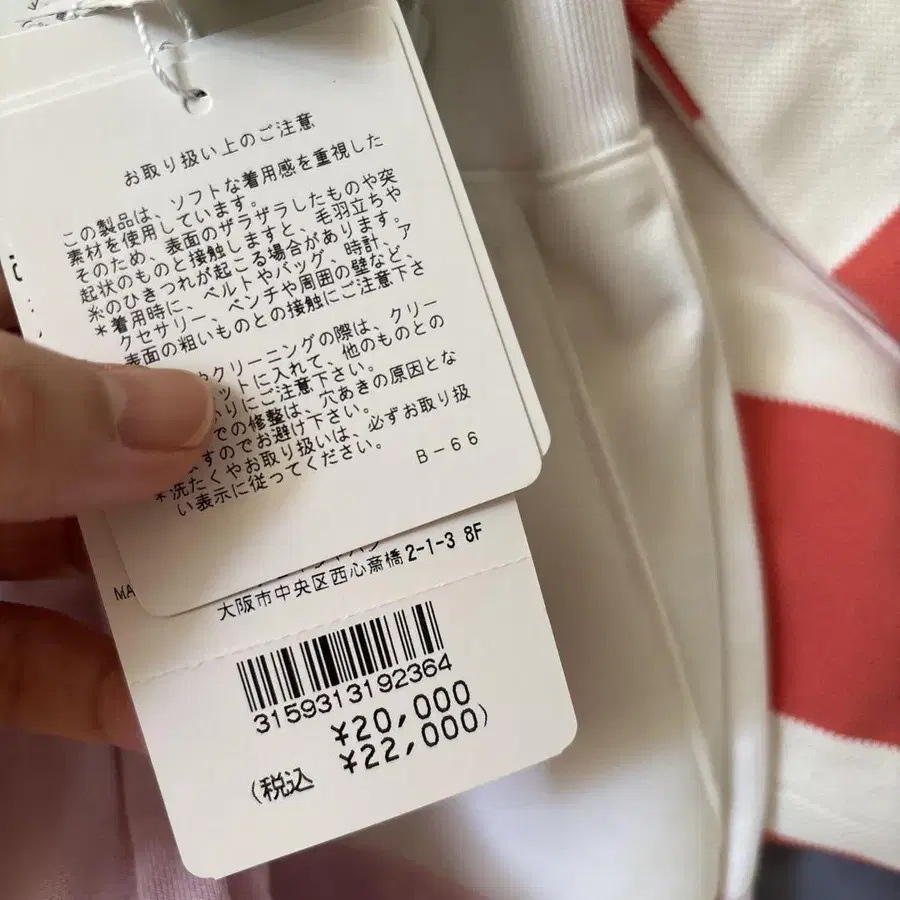 お取り扱い上のご注意
この製品は、ソフトな着用感を重視した
素材を使用しています。
そのため、表面のザラザラしたものや突
起状のものと接触しますと、毛羽立ちや
糸のひきつれが起こる場合があります。
*着用時に、ベルトやバッグ、時計、ア
クセサリー、ベンチや周囲の壁など、
表面の粗いものとの接触にご注意下さ
やクリーニングの際は、クリー
ットに入れて、他のものとの
かりにご注意下さい。
での修整は、穴あきの原因とな
ますのでお避け下さい。
*洗たくやお取り扱いは、必ずお取り扱
い表示に従ってください。
B-66
MA
大阪市中央区西心斎橋2-1-3 8F
3159313192364
¥20,000
(税込 ¥22,000)